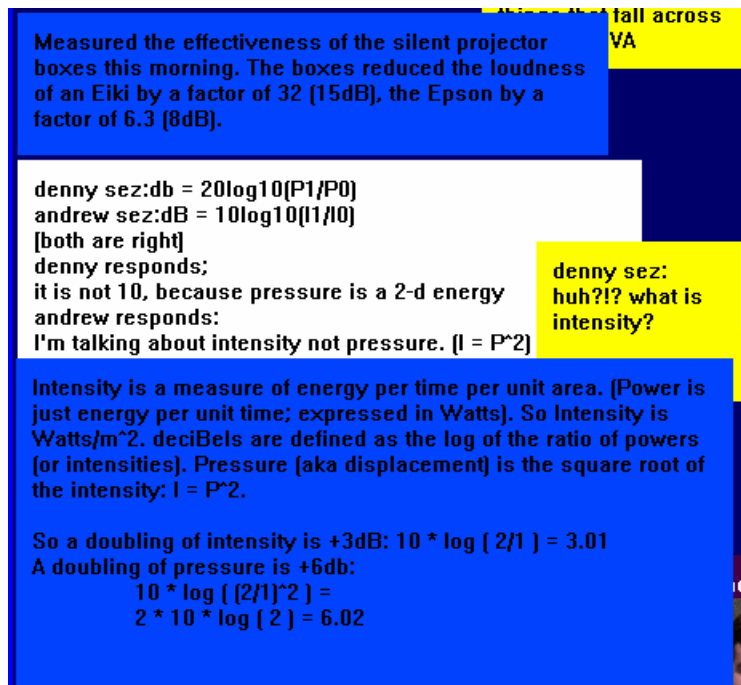 things that fall across
VA
Measured the effectiveness of the silent projector
boxes this morning. The boxes reduced the loudness
of an Eiki by a factor of 32 (15dB), the Epson by a
factor of 6.3 (8dB).
denny sez:db = 20log10(P1/P0)
andrew sez:dB = 10log10(I1/I0)
[both are right]
denny responds;
it is not 10, because pressure is a 2-d energy
andrew responds:
I'm talking about intensity not pressure. (I = P^2)
denny sez:
huh?!? what is
intensity?
Intensity is a measure of energy per time per unit area. (Power is
just energy per unit time; expressed in Watts). So Intensity is
Watts/m^2. deciBels are defined as the log of the ratio of powers
(or intensities). Pressure (aka displacement) is the square root of
the intensity: I = P^2.
So a doubling of intensity is +3dB: 10 * log ( 2/1 ) = 3.01
A doubling of pressure is +6db:
10 * log ( (2/1)^2 ) =
2 * 10 * log ( 2 ) = 6.02